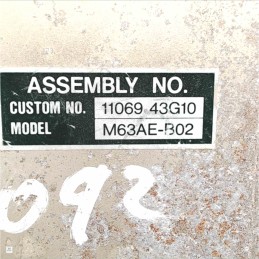 ASSEMBLY NO.
CUSTOM NO. 11069-43G10
MODEL M63AE-B02
092